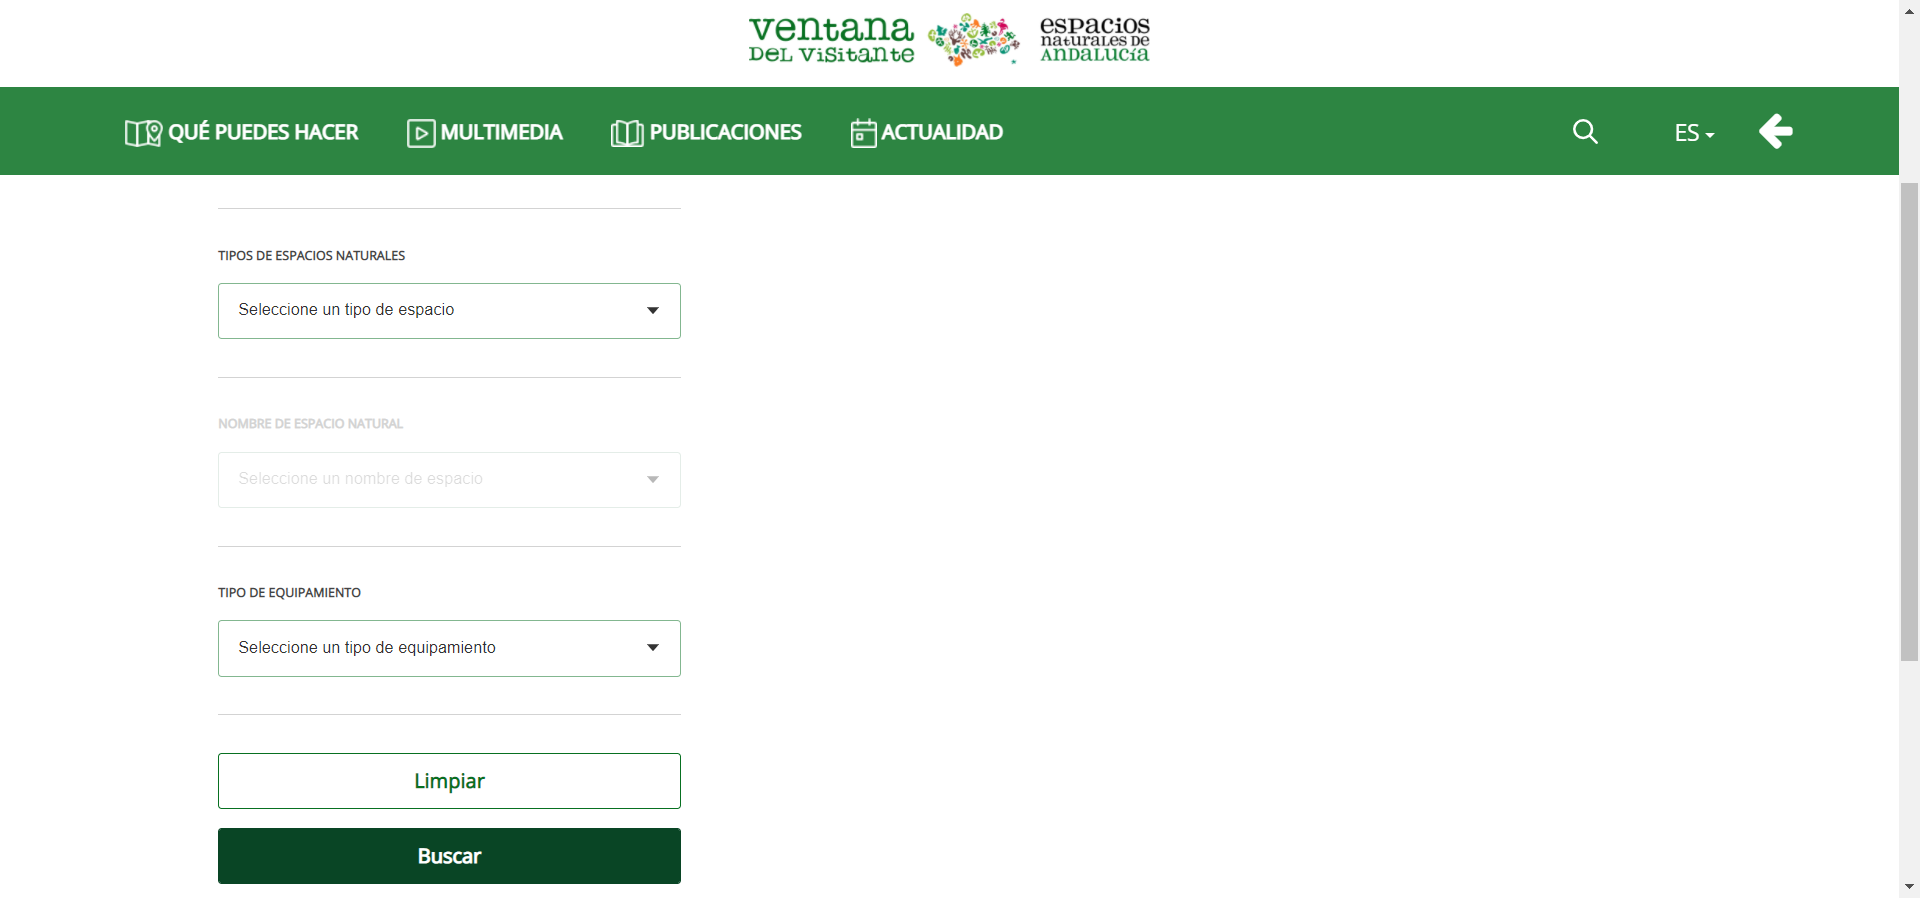 ventana
DEL VISITANTE
espacios
naturales de
ANDALUCÍA
QUÉ PUEDES HACER
MULTIMEDIA
PUBLICACIONES
ACTUALIDAD
ES
TIPOS DE ESPACIOS NATURALES
Seleccione un tipo de espacio
NOMBRE DE ESPACIO NATURAL
Seleccione un nombre de espacio
TIPO DE EQUIPAMIENTO
Seleccione un tipo de equipamiento
Limpiar
Buscar